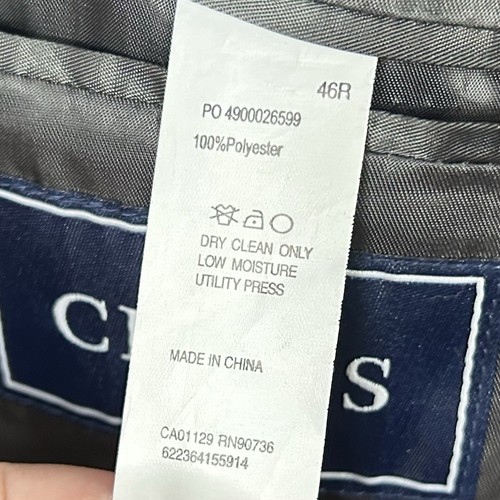 46R
PO 4900026599
100%Polyester
DRY CLEAN ONLY
LOW MOISTURE
UTILITY PRESS
MADE IN CHINA
CA01129 RN90736
622364155914